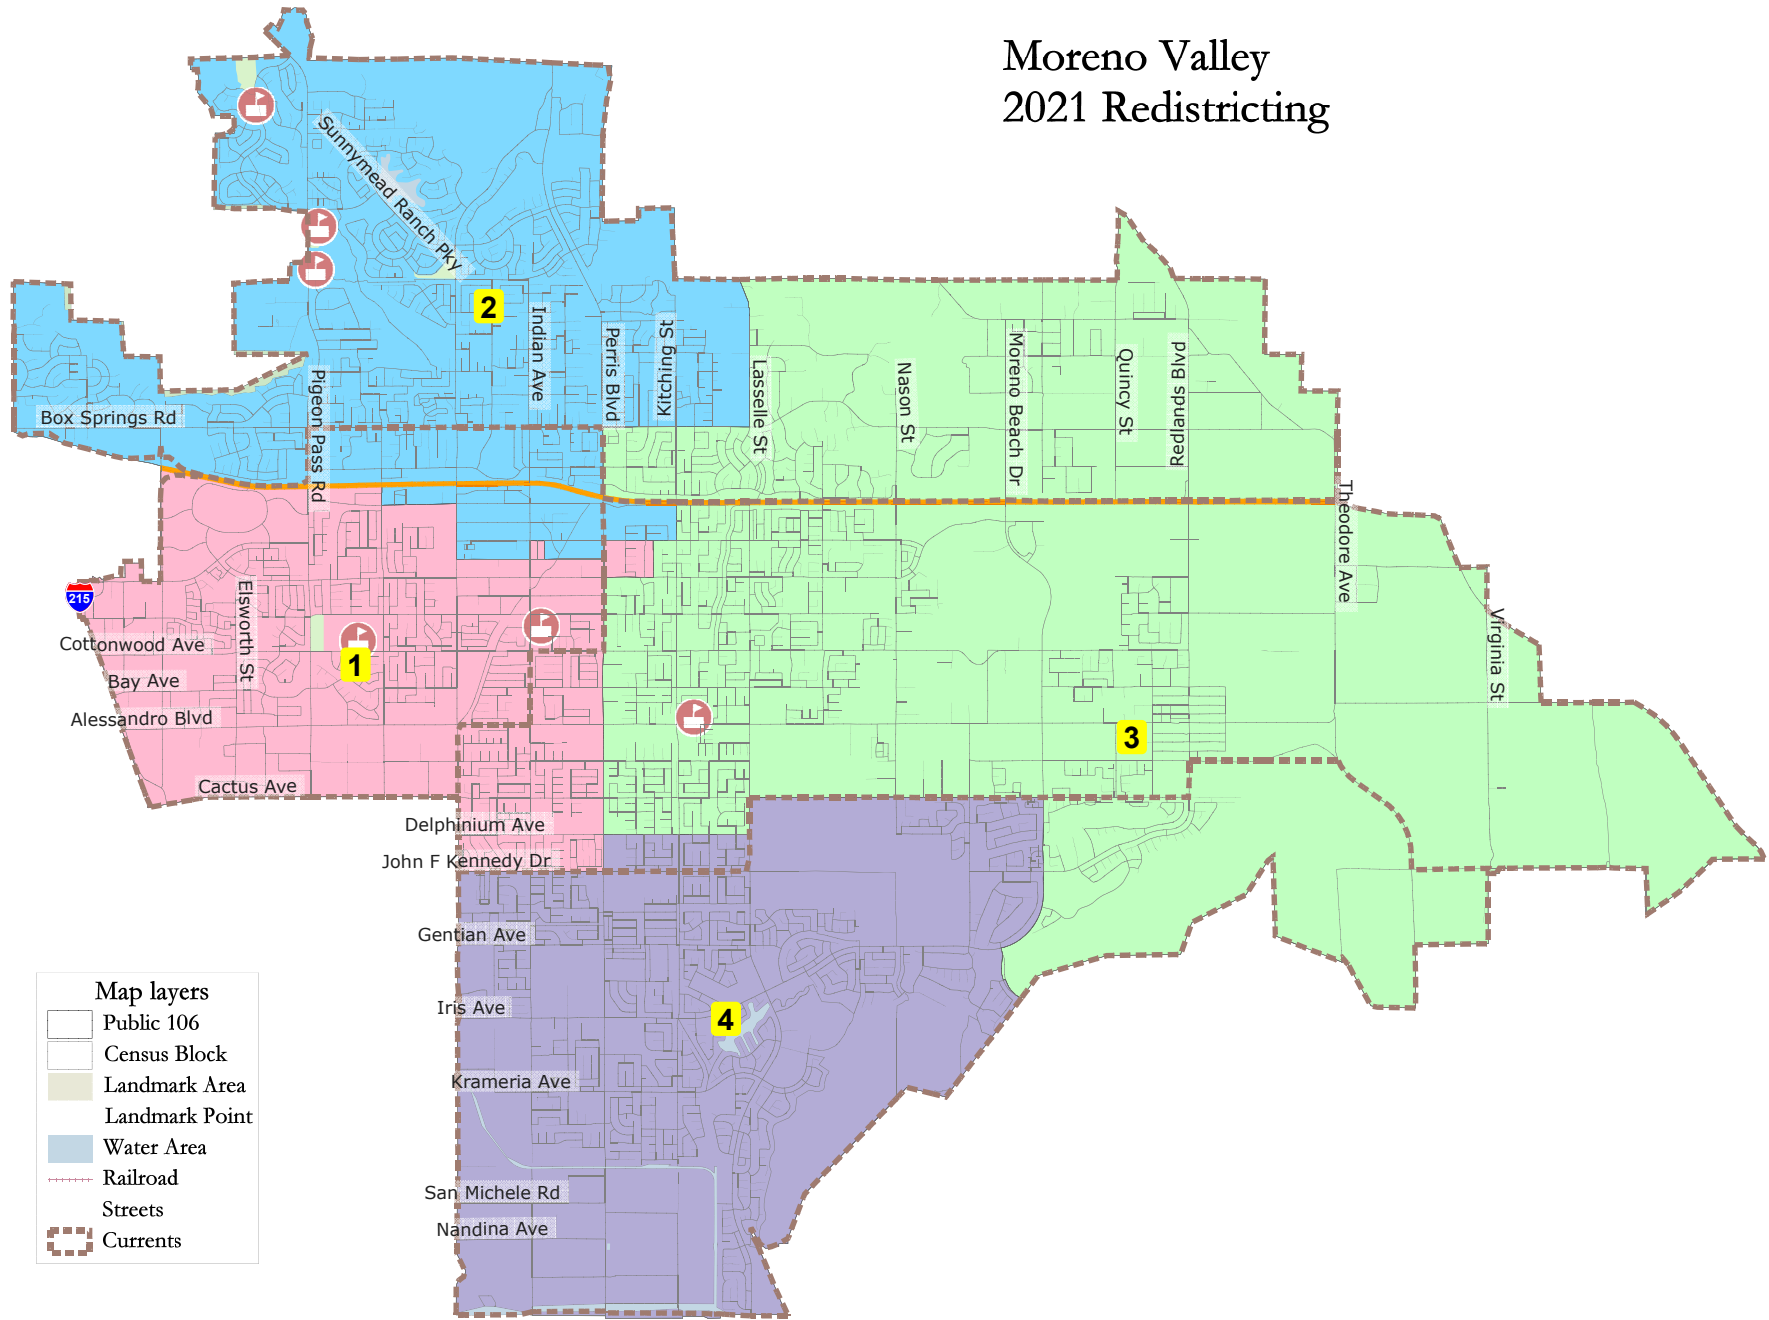 Moreno Valley
2021 Redistricting
Sunnymead Ranch Pky
2
Indian Ave
Perris Blvd
Kitching St
Pigeon Pass Rd
Lasselle St
Nason St
Moreno Beach Dr
Quincy St
Redlands Blvd
Box Springs Rd
Theodore Ave
215
Elsworth St
Cottonwood Ave
1
Bay Ave
Virginia St
Alessandro Blvd
3
Cactus Ave
Delphinium Ave
John F Kennedy Dr
Gentian Ave
Iris Ave
4
Krameria Ave
San Michele Rd
Nandina Ave
Map layers
Public 106
Census Block
Landmark Area
Landmark Point
Water Area
Railroad
Streets
Currents